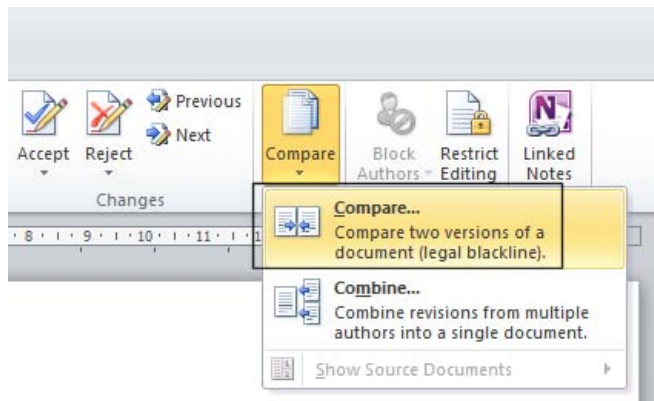 Previous
Next
Accept Reject
Compare
Block Authors
Restrict Editing
Linked Notes
Changes
8 9 10 11 1
Compare...
Compare two versions of a
document (legal blackline).
Combine...
Combine revisions from multiple
authors into a single document.
Show Source Documents